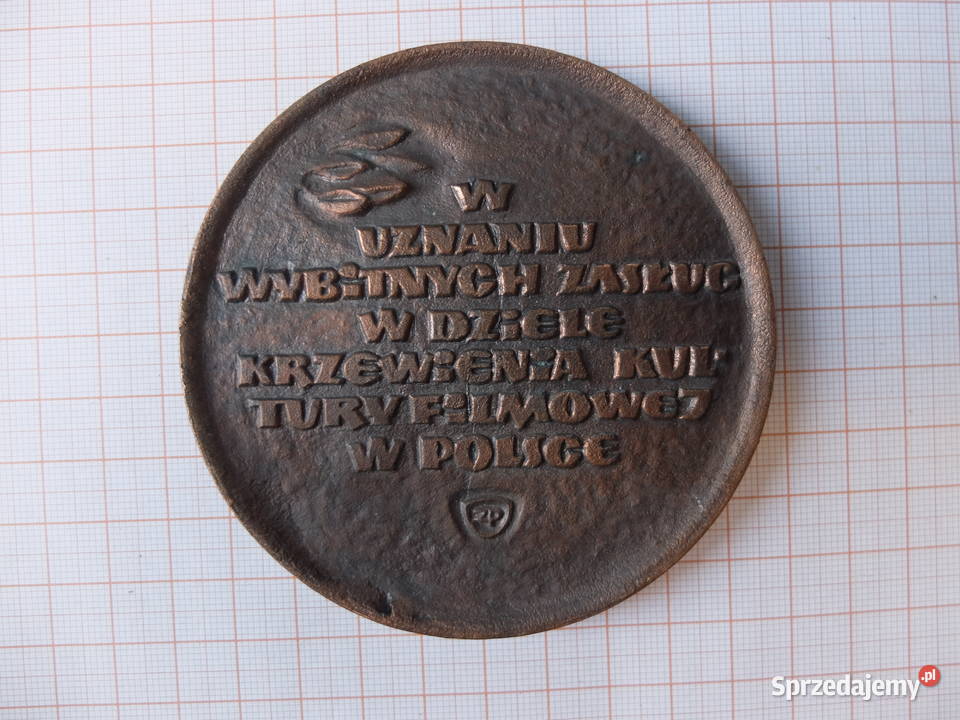 W
UZNANIU
WYBiTNYCH ZASŁUG
W DZiELE
KRZEWiENiA KUL-
TURY FiLMOWEJ
W POLSCE
Sprzedajemy.pl